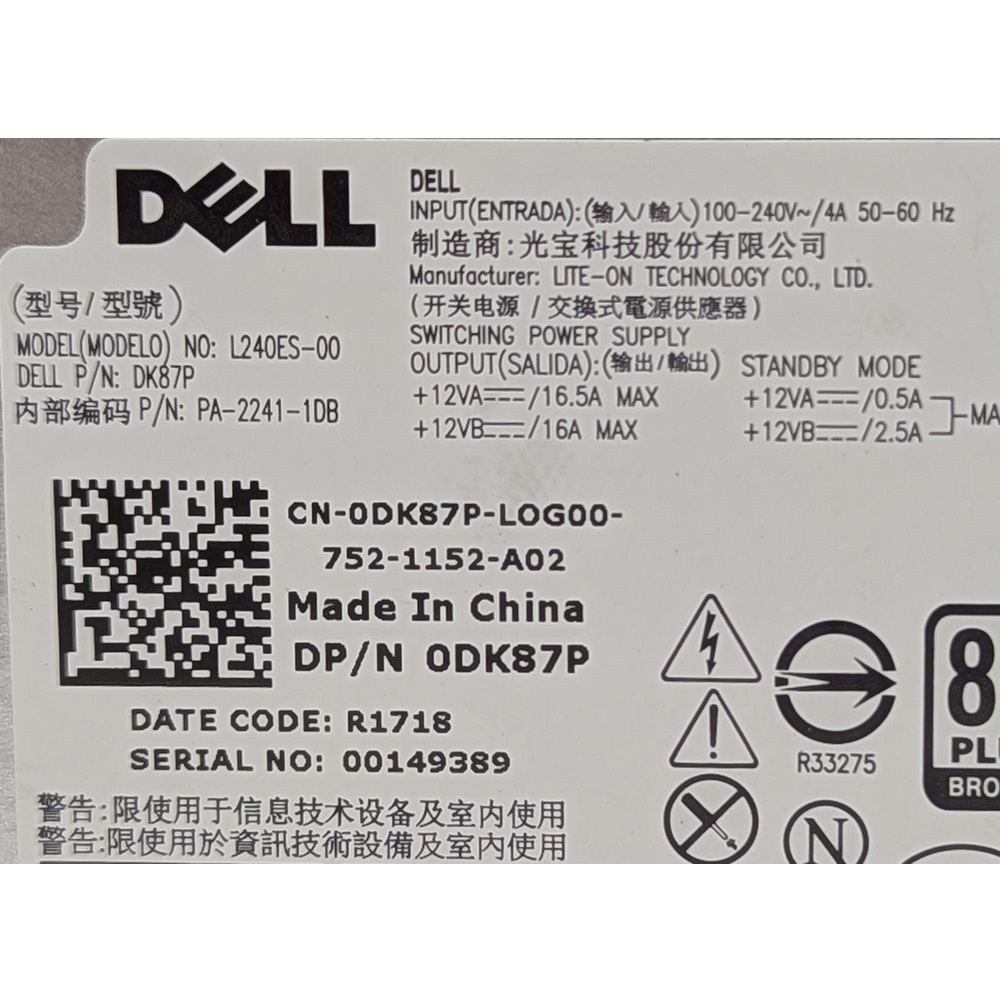 DELL
DELL
INPUT(ENTRADA):(输入/輸入)100-240V~/4A 50-60 Hz
制造商:光宝科技股份有限公司
Manufacturer: LITE-ON TECHNOLOGY CO., LTD.
(开关电源 / 交換式電源供應器)
SWITCHING POWER SUPPLY
OUTPUT(SALIDA):(输出/輸出) STANDBY MODE
+12VA⎓/16.5A MAX +12VA⎓/0.5A
+12VB⎓/16A MAX +12VB⎓/2.5A
(型号/型號)
MODEL(MODELO) NO: L240ES-00
DELL P/N: DK87P
内部编码 P/N: PA-2241-1DB
CN-0DK87P-LOG00-
752-1152-A02
Made In China
DP/N 0DK87P
DATE CODE: R1718
SERIAL NO: 00149389
R33275
N
警告:限使用于信息技术设备及室内使用
警告:限使用於資訊技術設備及室内使用